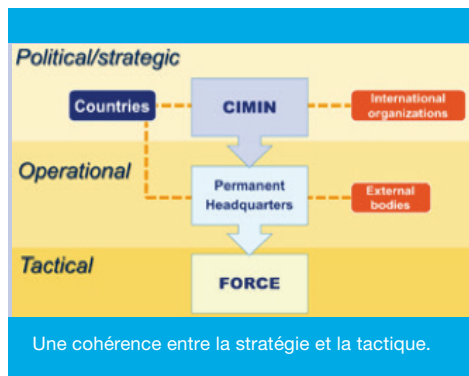 Political/strategic
Countries
CIMIN
International
organizations
Operational
Permanent
Headquarters
External
bodies
Tactical
FORCE
Une cohérence entre la stratégie et la tactique.